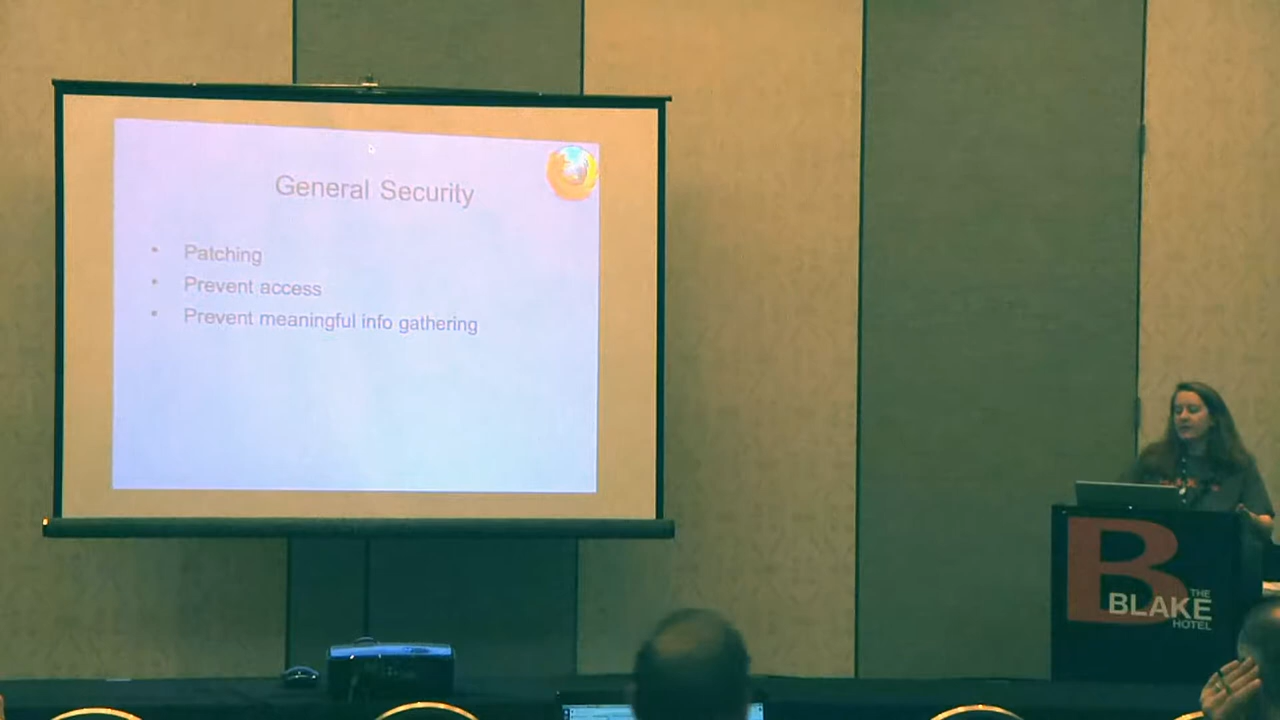 General Security
• Patching
• Prevent access
• Prevent meaningful info gathering
B
THE
BLAKE
HOTEL